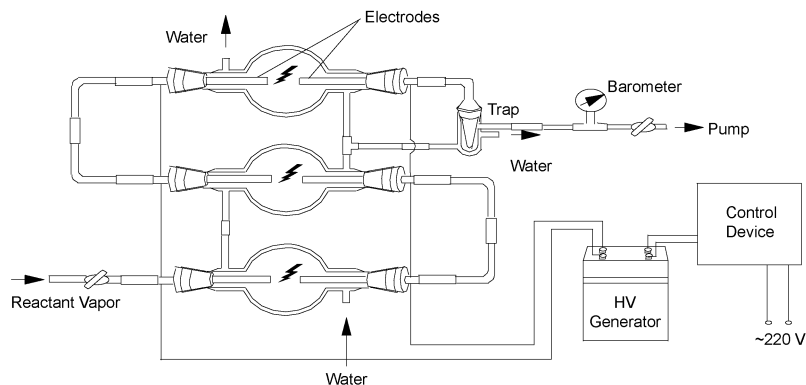 Electrodes
Water
Barometer
Trap
Pump
Water
Control
Device
Reactant Vapor
HV
Generator
~220 V
Water